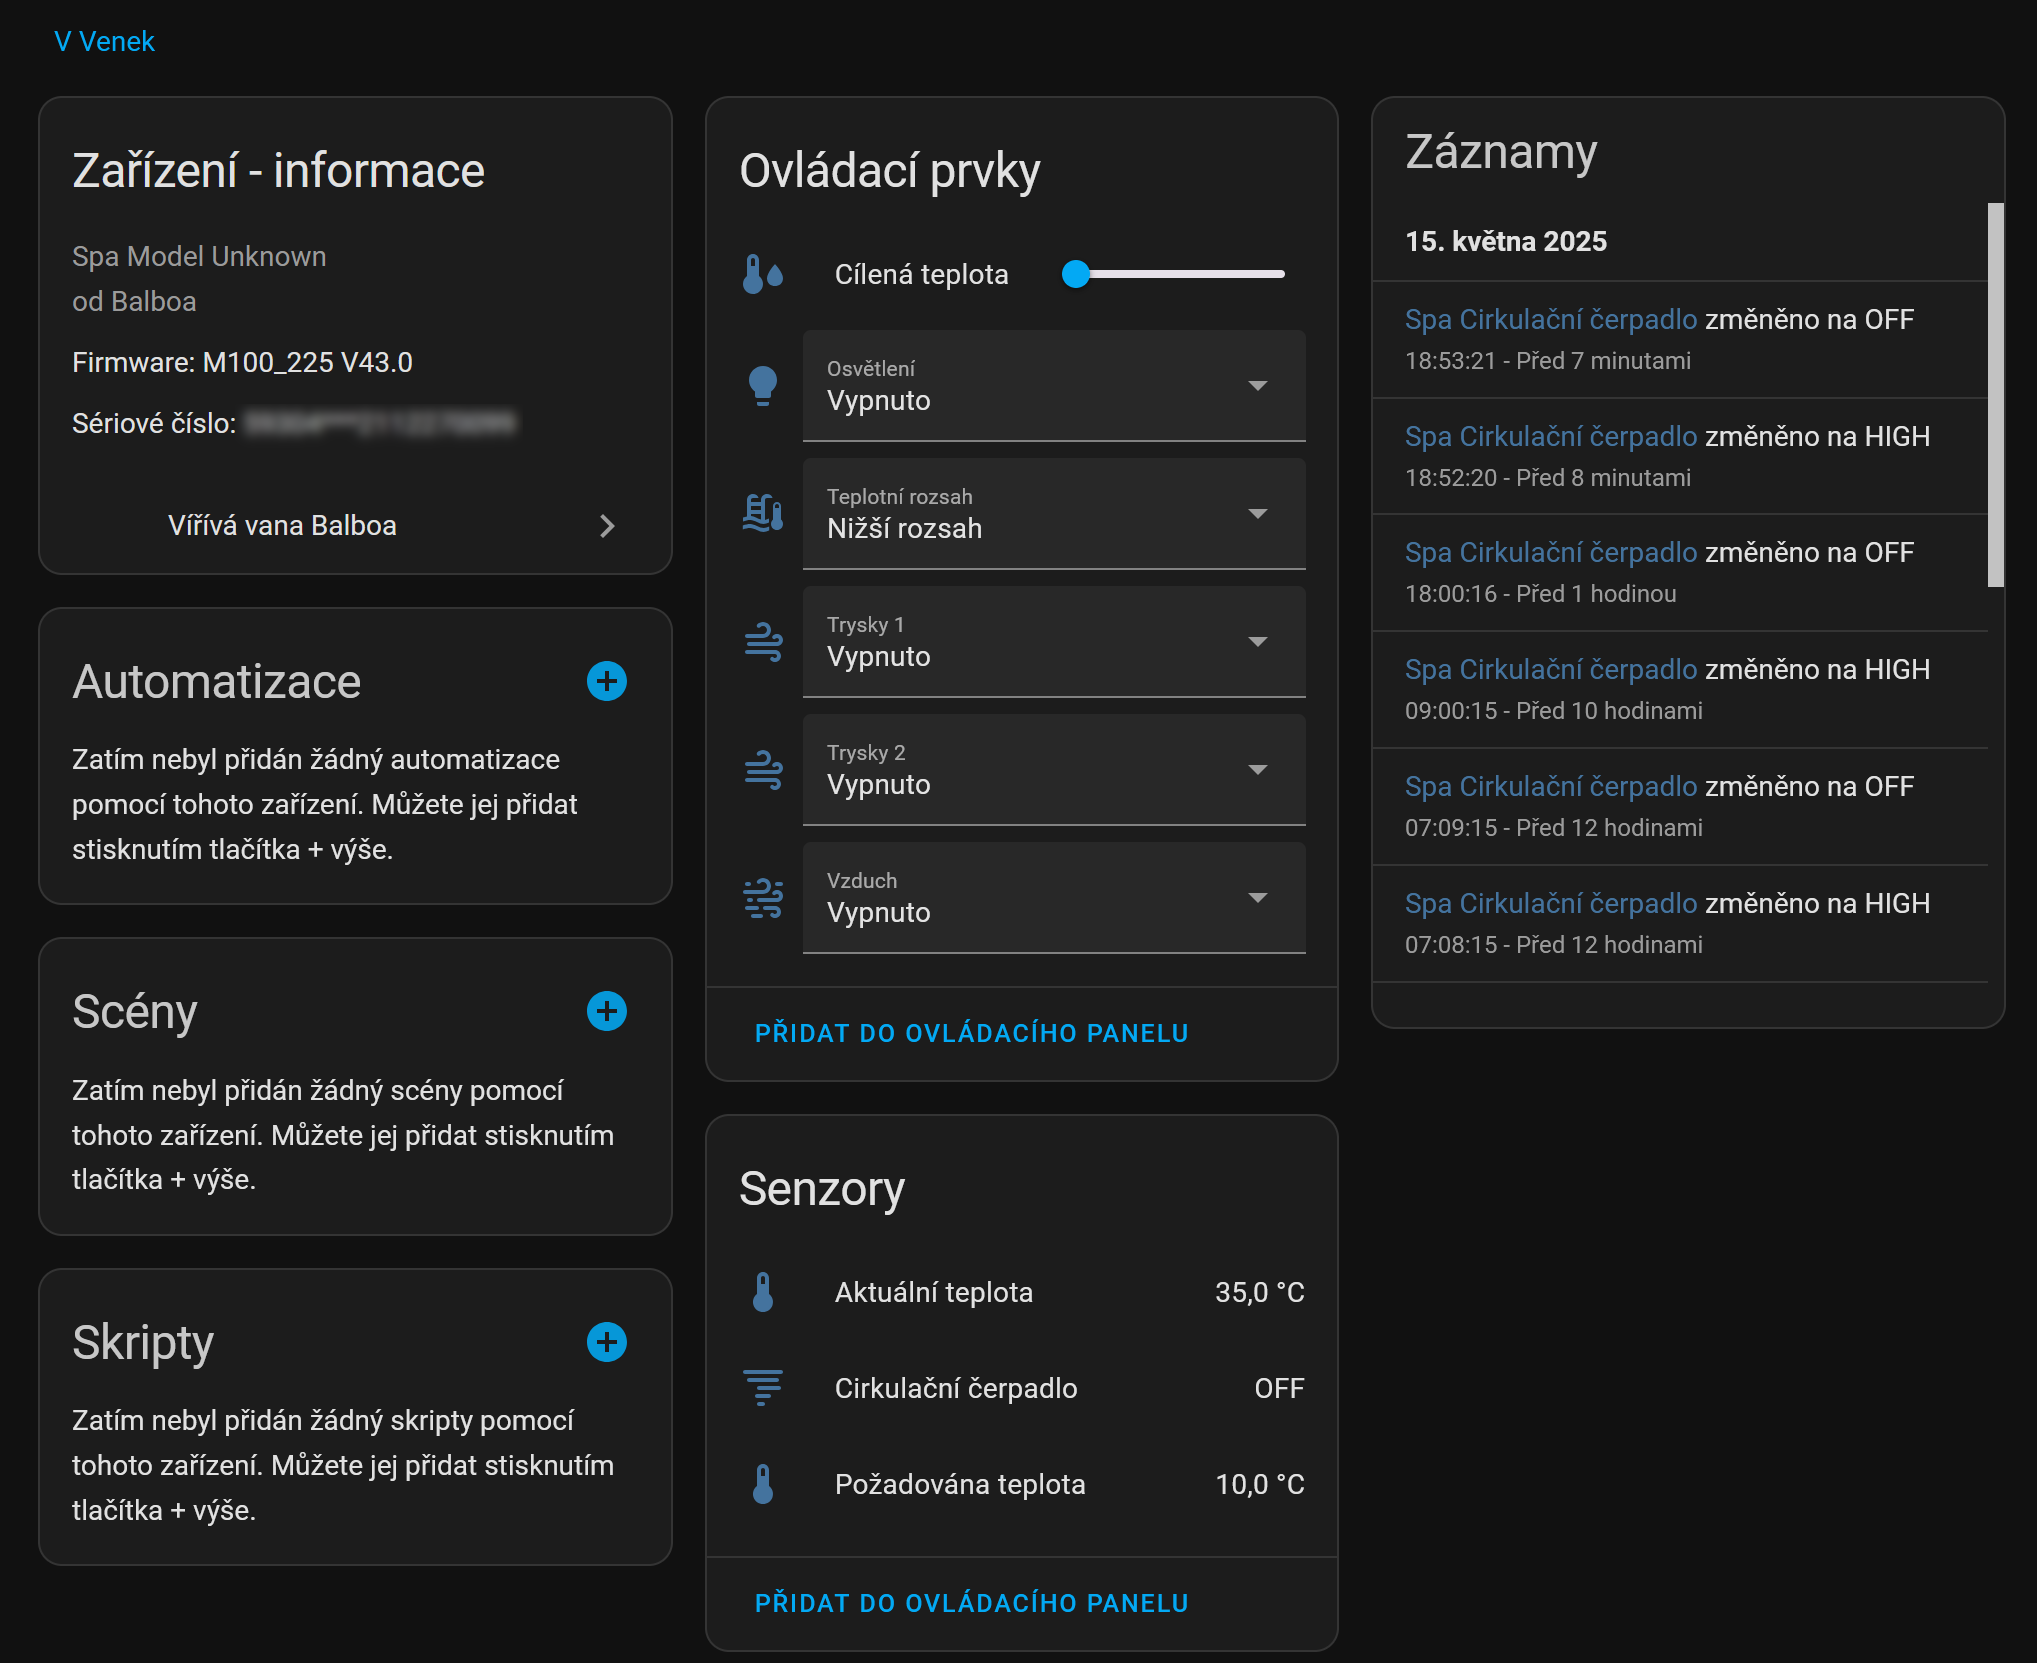 V Venek
Zařízení - informace
Spa Model Unknown
od Balboa
Firmware: M100_225 V43.0
Sériové číslo:
Vířívá vana Balboa
Automatizace
Zatím nebyl přidán žádný automatizace
pomocí tohoto zařízení. Můžete jej přidat
stisknutím tlačítka + výše.
Scény
Zatím nebyl přidán žádný scény pomocí
tohoto zařízení. Můžete jej přidat stisknutím
tlačítka + výše.
Skripty
Zatím nebyl přidán žádný skripty pomocí
tohoto zařízení. Můžete jej přidat stisknutím
tlačítka + výše.
Ovládací prvky
Cílená teplota
Osvětlení
Vypnuto
Teplotní rozsah
Nižší rozsah
Trysky 1
Vypnuto
Trysky 2
Vypnuto
Vzduch
Vypnuto
PŘIDAT DO OVLÁDACÍHO PANELU
Senzory
Aktuální teplota 35,0 °C
Cirkulační čerpadlo OFF
Požadována teplota 10,0 °C
PŘIDAT DO OVLÁDACÍHO PANELU
Záznamy
15. května 2025
Spa Cirkulační čerpadlo změněno na OFF
18:53:21 - Před 7 minutami
Spa Cirkulační čerpadlo změněno na HIGH
18:52:20 - Před 8 minutami
Spa Cirkulační čerpadlo změněno na OFF
18:00:16 - Před 1 hodinou
Spa Cirkulační čerpadlo změněno na HIGH
09:00:15 - Před 10 hodinami
Spa Cirkulační čerpadlo změněno na OFF
07:09:15 - Před 12 hodinami
Spa Cirkulační čerpadlo změněno na HIGH
07:08:15 - Před 12 hodinami